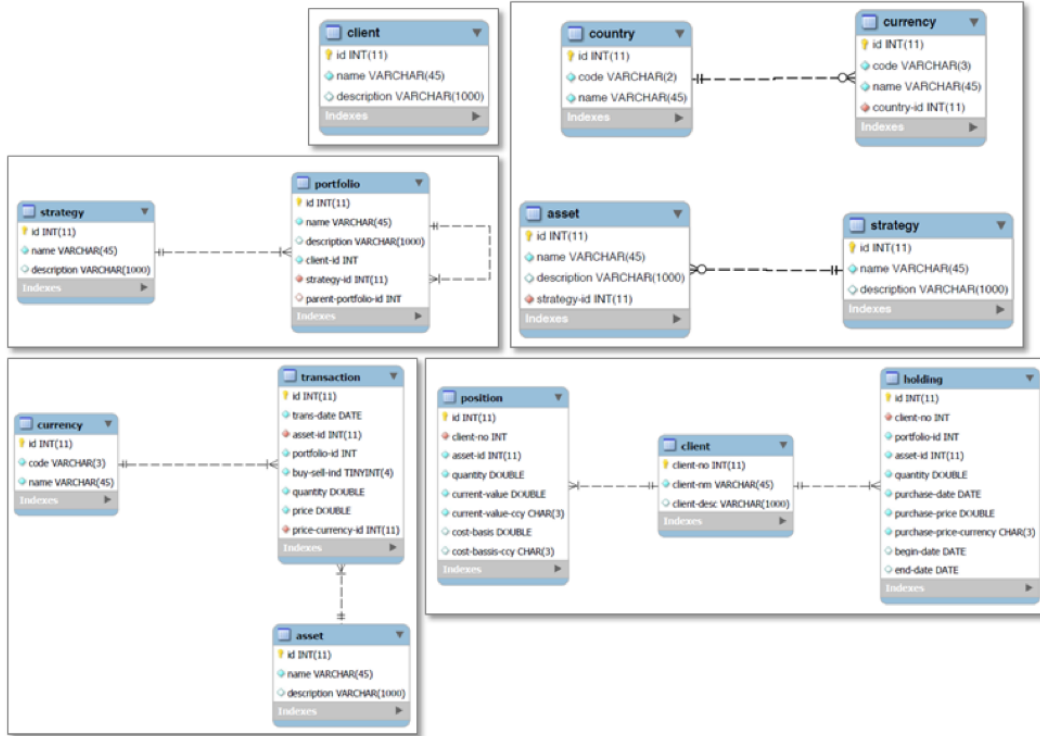 client
id INT(11)
name VARCHAR(45)
description VARCHAR(1000)
Indexes
country
id INT(11)
code VARCHAR(2)
name VARCHAR(45)
Indexes
currency
id INT(11)
code VARCHAR(3)
name VARCHAR(45)
country-id INT(11)
Indexes
asset
id INT(11)
name VARCHAR(45)
description VARCHAR(1000)
strategy-id INT(11)
Indexes
strategy
id INT(11)
name VARCHAR(45)
description VARCHAR(1000)
Indexes
strategy
id INT(11)
name VARCHAR(45)
description VARCHAR(1000)
Indexes
portfolio
id INT(11)
name VARCHAR(45)
description VARCHAR(1000)
client-id INT
strategy-id INT(11)
parent-portfolio-id INT
Indexes
currency
id INT(11)
code VARCHAR(3)
name VARCHAR(45)
Indexes
transaction
id INT(11)
trans-date DATE
asset-id INT(11)
portfolio-id INT
buy-sell-ind TINYINT(4)
quantity DOUBLE
price DOUBLE
price-currency-id INT(11)
Indexes
asset
id INT(11)
name VARCHAR(45)
description VARCHAR(1000)
Indexes
position
id INT(11)
client-no INT
asset-id INT(11)
quantity DOUBLE
current-value DOUBLE
current-value-ccy CHAR(3)
cost-basis DOUBLE
cost-bassis-ccy CHAR(3)
Indexes
client
client-no INT(11)
client-nm VARCHAR(45)
client-desc VARCHAR(1000)
Indexes
holding
id INT(11)
client-no INT
portfolio-id INT
asset-id INT(11)
quantity DOUBLE
purchase-date DATE
purchase-price DOUBLE
purchase-price-currency CHAR(3)
begin-date DATE
end-date DATE
Indexes